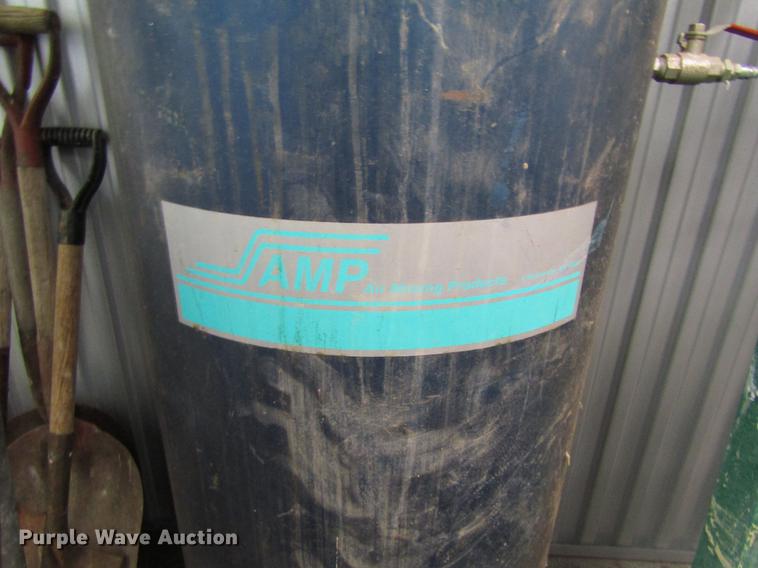 AMP Air Moving Products
Purple Wave Auction